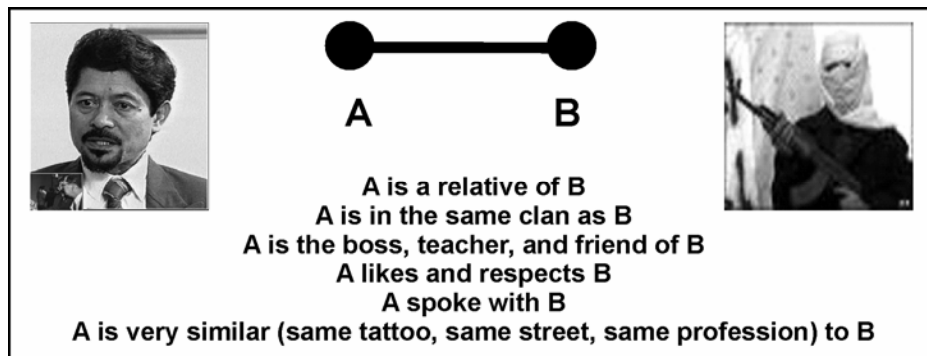 A B
A is a relative of B
A is in the same clan as B
A is the boss, teacher, and friend of B
A likes and respects B
A spoke with B
A is very similar (same tattoo, same street, same profession) to B